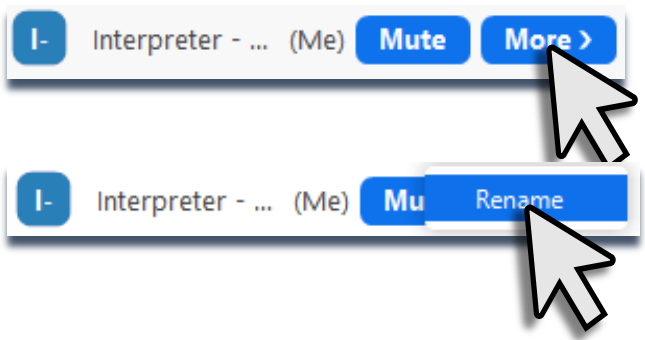 I- Interpreter - ... (Me) Mute More >
I- Interpreter - ... (Me) Mu Rename